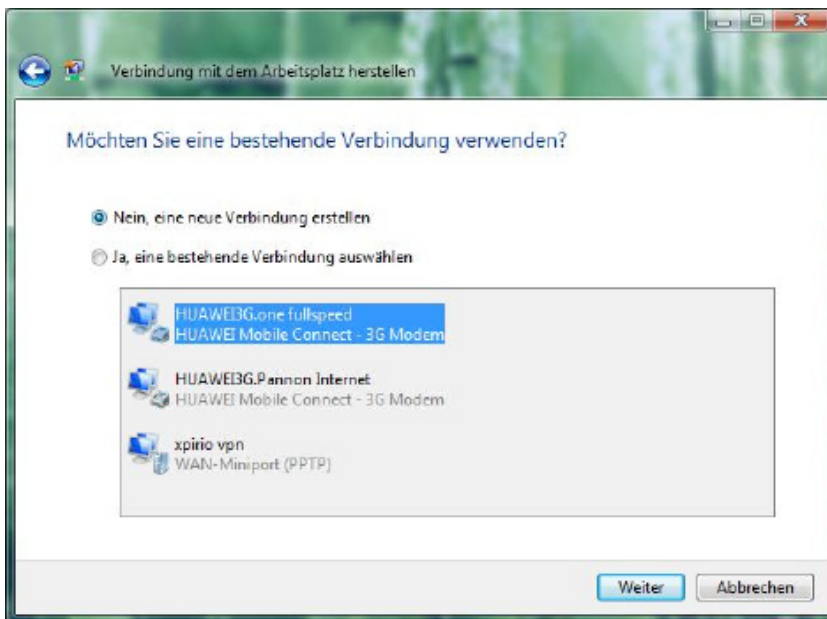 Verbindung mit dem Arbeitsplatz herstellen
Möchten Sie eine bestehende Verbindung verwenden?
Nein, eine neue Verbindung erstellen
Ja, eine bestehende Verbindung auswählen
HUAWEI3G.one fullspeed
HUAWEI Mobile Connect - 3G Modem
HUAWEI3G.Pannon Internet
HUAWEI Mobile Connect - 3G Modem
xpirio vpn
WAN-Miniport (PPTP)
Weiter
Abbrechen